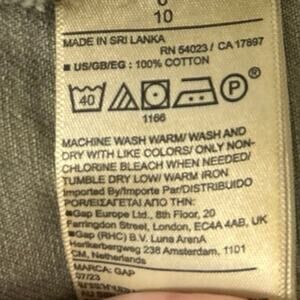 10
MADE IN SRI LANKA
RN 54023 / CA 17897
■ US/GB/EG : 100% COTTON
40 P
1166
MACHINE WASH WARM/ WASH AND
DRY WITH LIKE COLORS/ ONLY NON-
CHLORINE BLEACH WHEN NEEDED/
TUMBLE DRY LOW/ WARM IRON
Imported By/Importe Par/DISTRIBUIDO
POR/ΕΙΣΑΓΕΤΑΙ ΑΠΟ ΤΗΝ:
■Gap Europe Ltd., 8th Floor, 20
Farringdon Street, London, EC4A 4AB, UK
■Gap (RHC) B.V. Luna ArenA
Herikerbergweg 238 Amsterdam, 1101
CM, Netherlands
MARCA: GAP
07/23